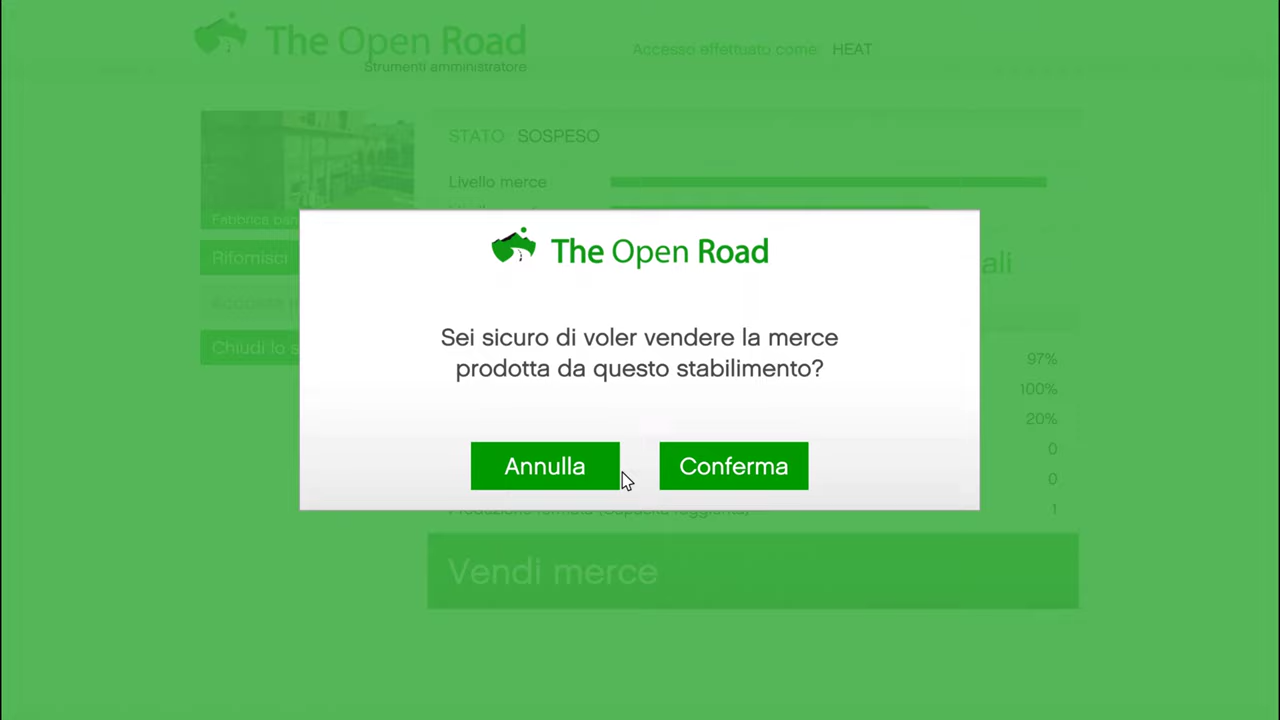 The Open Road
Strumenti amministratore
Accesso effettuato come: HEAT
STATO SOSPESO
Livello merce
Fabbrica
Rifornisci
Chiudi lo
ali
The Open Road
Sei sicuro di voler vendere la merce
prodotta da questo stabilimento?
Annulla
Conferma
97%
100%
20%
0
0
1
Vendi merce